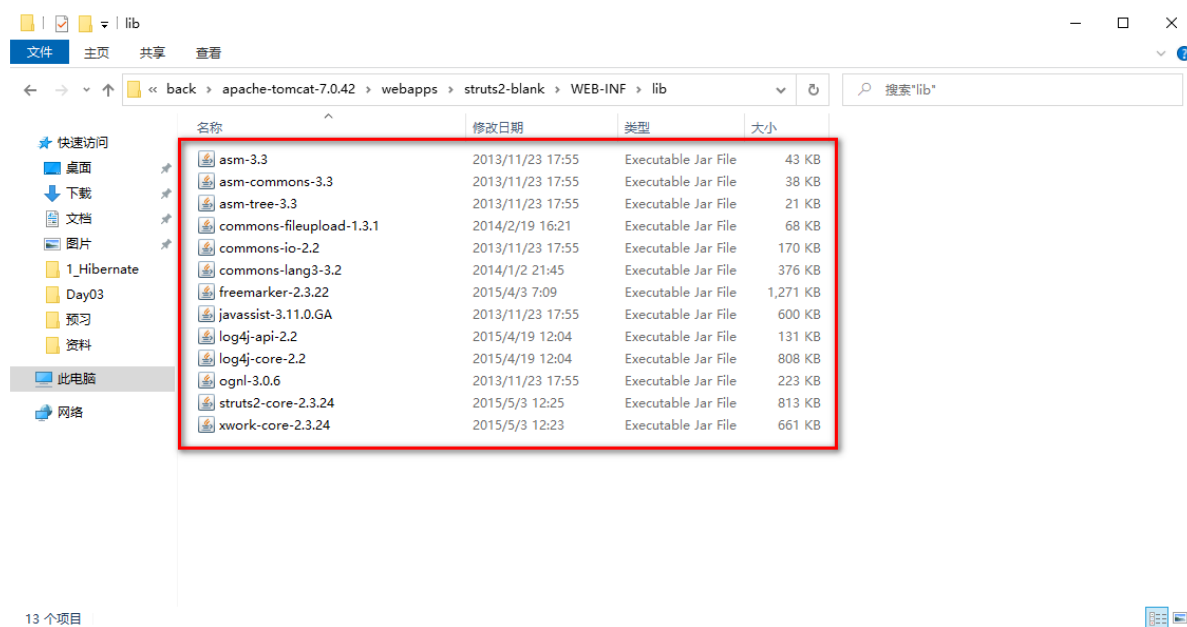 lib
文件 主页 共享 查看
« back › apache-tomcat-7.0.42 › webapps › struts2-blank › WEB-INF › lib 搜索"lib"
名称 修改日期 类型 大小
快速访问
桌面
下载
文档
图片
1_Hibernate
Day03
预习
资料
此电脑
网络
asm-3.3 2013/11/23 17:55 Executable Jar File 43 KB
asm-commons-3.3 2013/11/23 17:55 Executable Jar File 38 KB
asm-tree-3.3 2013/11/23 17:55 Executable Jar File 21 KB
commons-fileupload-1.3.1 2014/2/19 16:21 Executable Jar File 68 KB
commons-io-2.2 2013/11/23 17:55 Executable Jar File 170 KB
commons-lang3-3.2 2014/1/2 21:45 Executable Jar File 376 KB
freemarker-2.3.22 2015/4/3 7:09 Executable Jar File 1,271 KB
javassist-3.11.0.GA 2013/11/23 17:55 Executable Jar File 600 KB
log4j-api-2.2 2015/4/19 12:04 Executable Jar File 131 KB
log4j-core-2.2 2015/4/19 12:04 Executable Jar File 808 KB
ognl-3.0.6 2013/11/23 17:55 Executable Jar File 223 KB
struts2-core-2.3.24 2015/5/3 12:25 Executable Jar File 813 KB
xwork-core-2.3.24 2015/5/3 12:23 Executable Jar File 661 KB
13 个项目